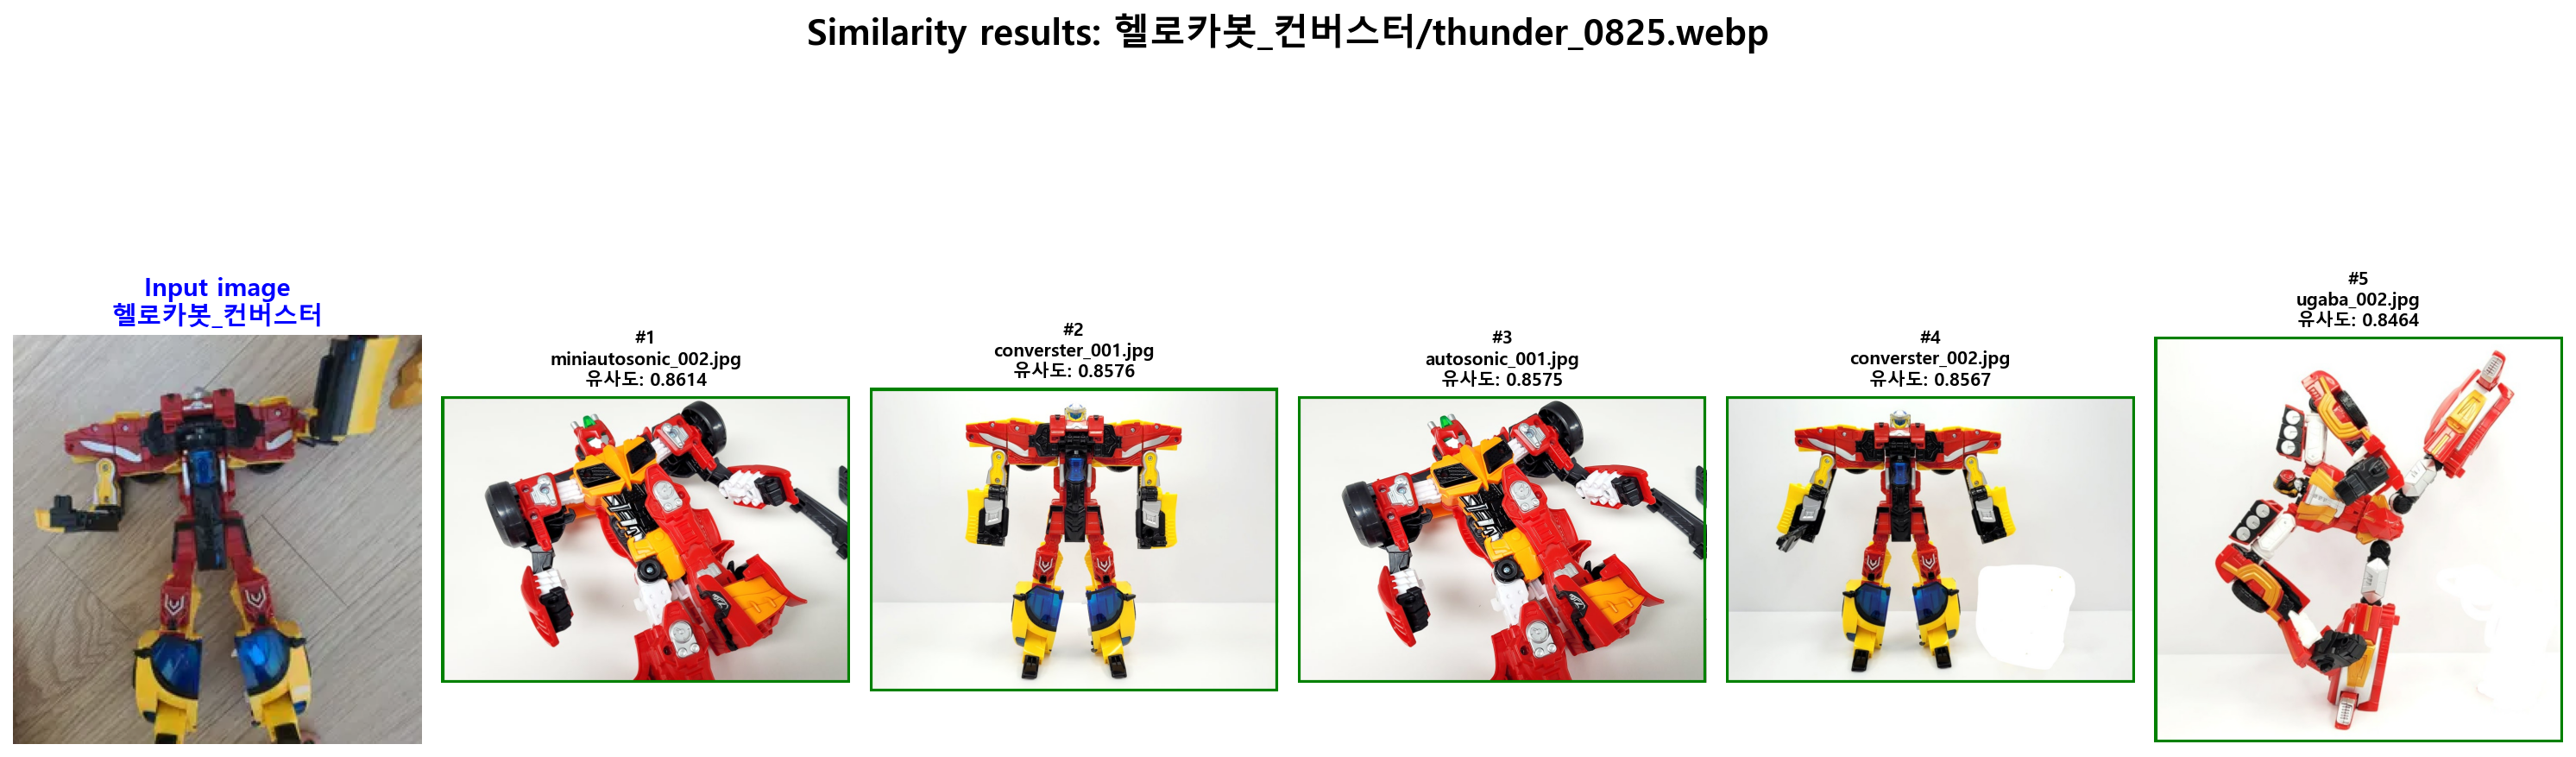 Similarity results: 헬로카봇_컨버스터/thunder_0825.webp
Input image
헬로카봇_컨버스터
#1
miniautosonic_002.jpg
유사도: 0.8614
#2
converster_001.jpg
유사도: 0.8576
#3
autosonic_001.jpg
유사도: 0.8575
#4
converster_002.jpg
유사도: 0.8567
#5
ugaba_002.jpg
유사도: 0.8464